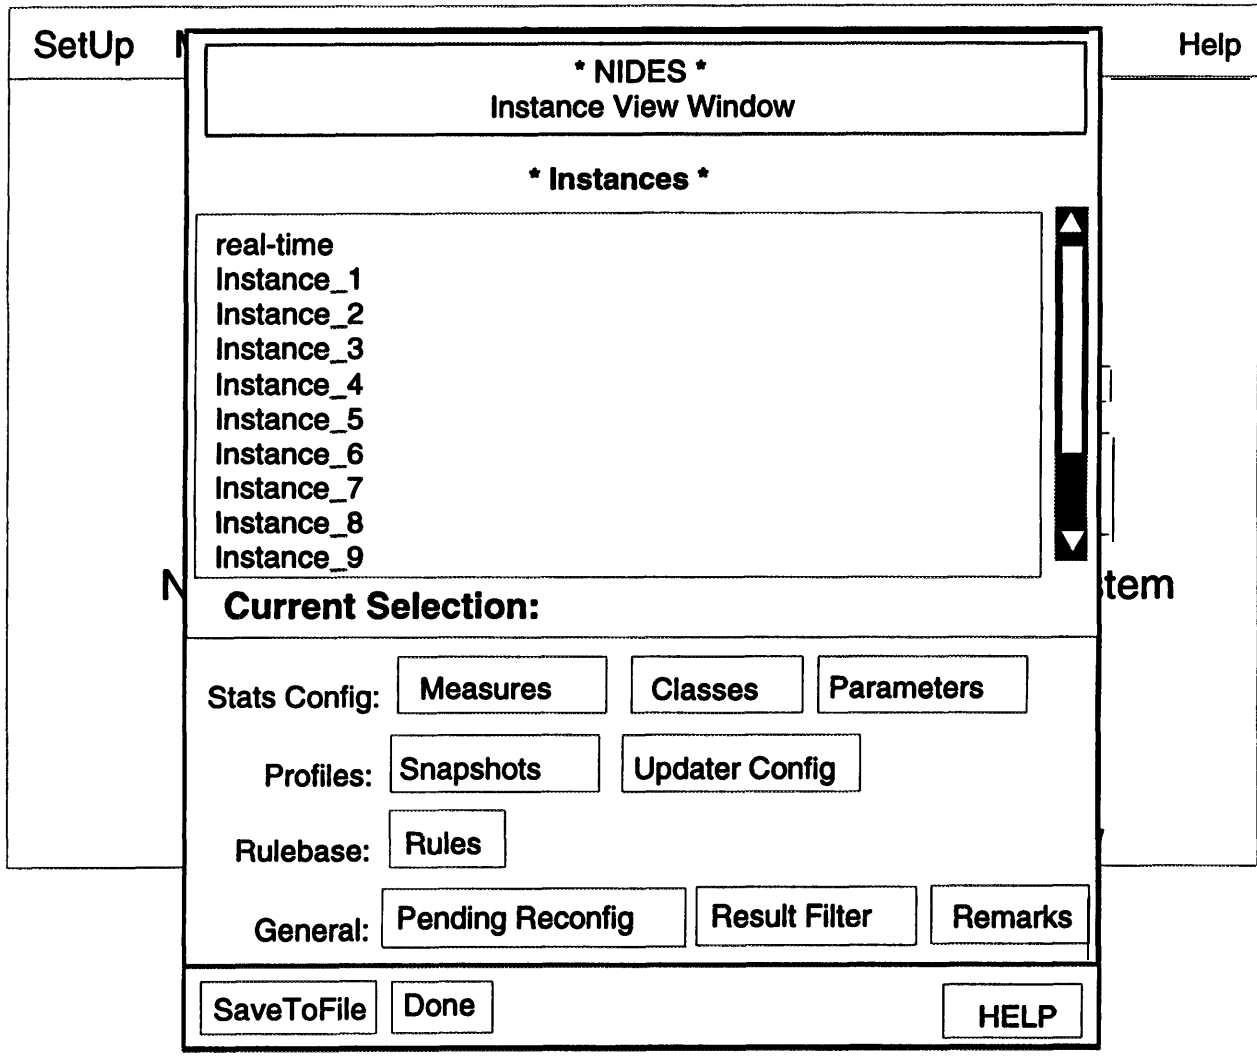 SetUp
Help
* NIDES *
Instance View Window
* Instances *
real-time
Instance_1
Instance_2
Instance_3
Instance_4
Instance_5
Instance_6
Instance_7
Instance_8
Instance_9
Current Selection:
Stats Config: Measures Classes Parameters
Profiles: Snapshots Updater Config
Rulebase: Rules
General: Pending Reconfig Result Filter Remarks
SaveToFile Done HELP